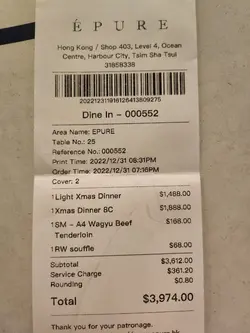 ÉPURE
Hong Kong / Shop 403, Level 4, Ocean
Centre, Harbour City, Tsim Sha Tsui
31858338
2022123119181264138092​75
Dine In - 000552
Area Name: EPURE
Table No.: 25
Reference No.: 000552
Print Time: 2022/12/31 08:31PM
Order Time: 2022/12/31 07:16PM
Cover: 2
1 Light Xmas Dinner $1,488.00
1 Xmas Dinner 8C $1,888.00
1 SM - A4 Wagyu Beef $168.00
Tenderloin
1 RW souffle $68.00
Subtotal $3,612.00
Service Charge $361.20
Rounding $0.80
Total $3,974.00
Thank you for your patronage.